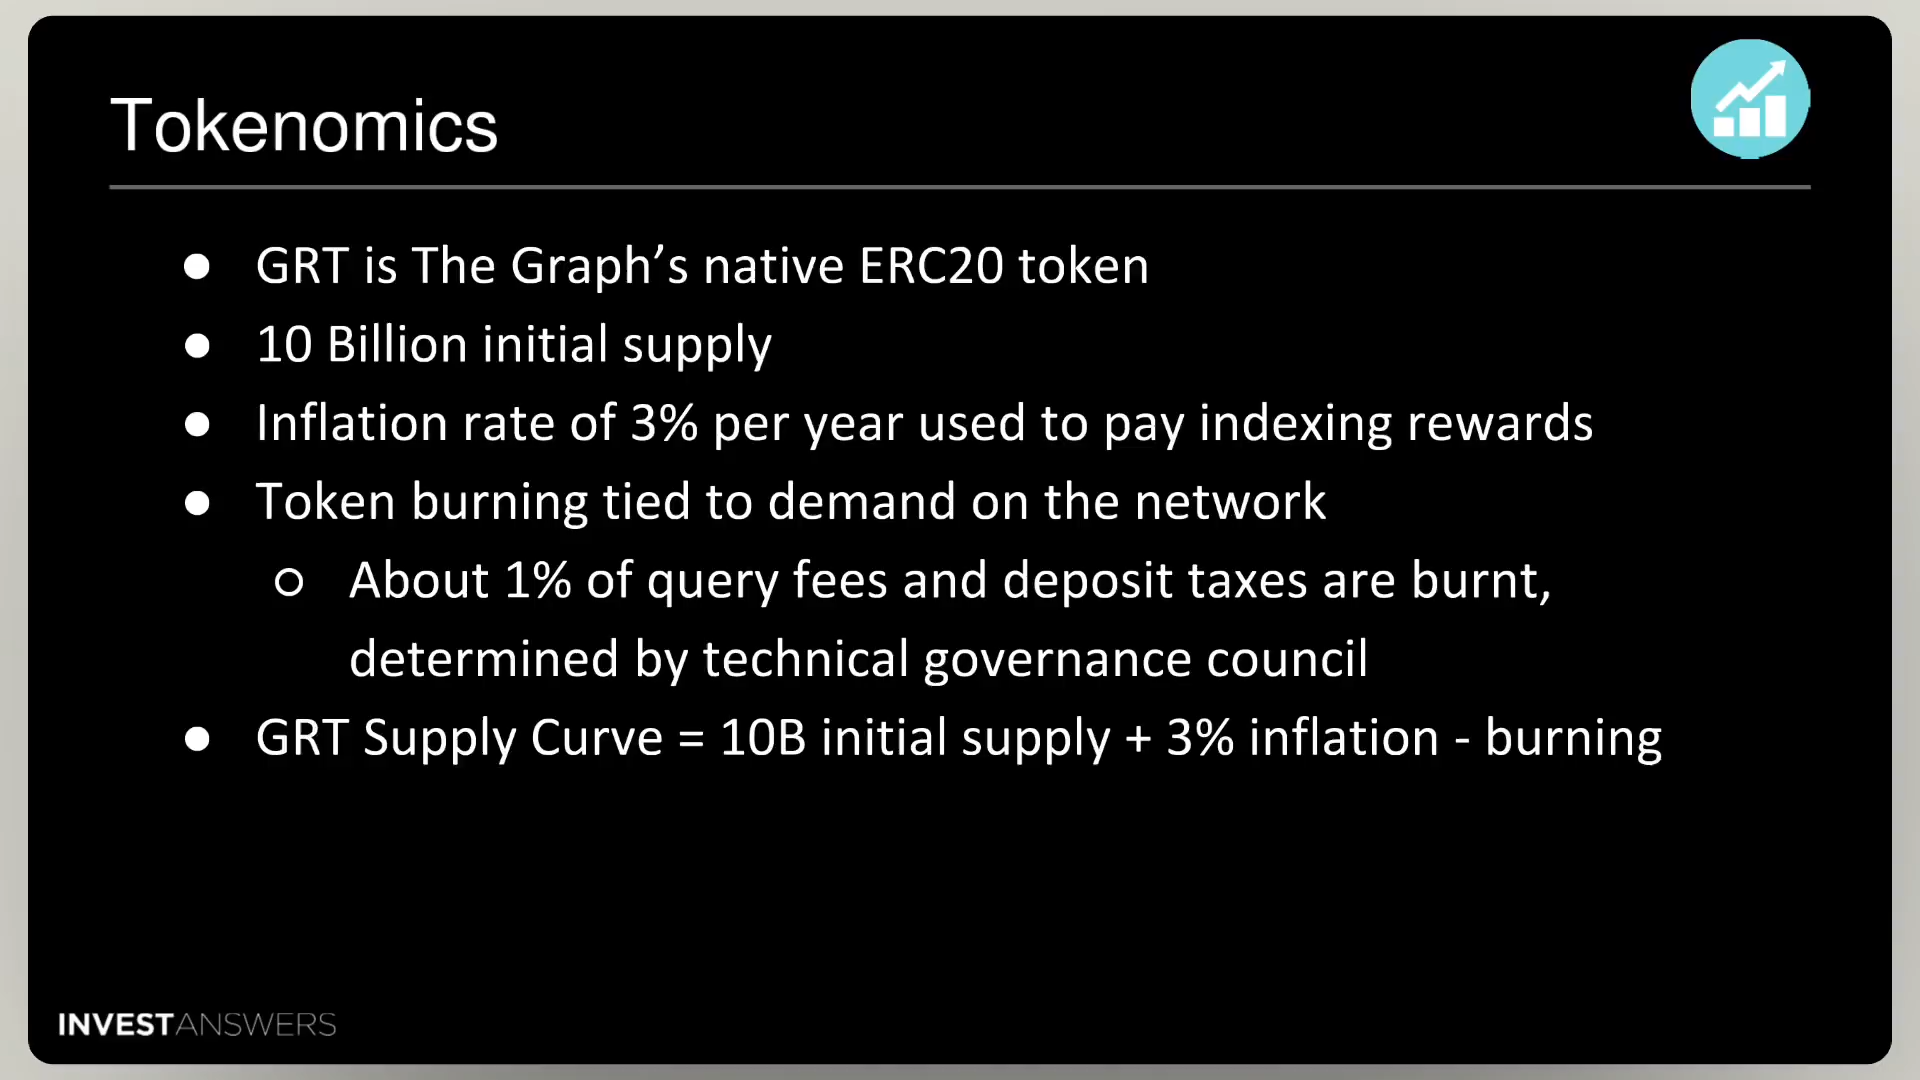 Tokenomics
● GRT is The Graph’s native ERC20 token
● 10 Billion initial supply
● Inflation rate of 3% per year used to pay indexing rewards
● Token burning tied to demand on the network
○ About 1% of query fees and deposit taxes are burnt,
determined by technical governance council
● GRT Supply Curve = 10B initial supply + 3% inflation - burning
INVESTANSWERS